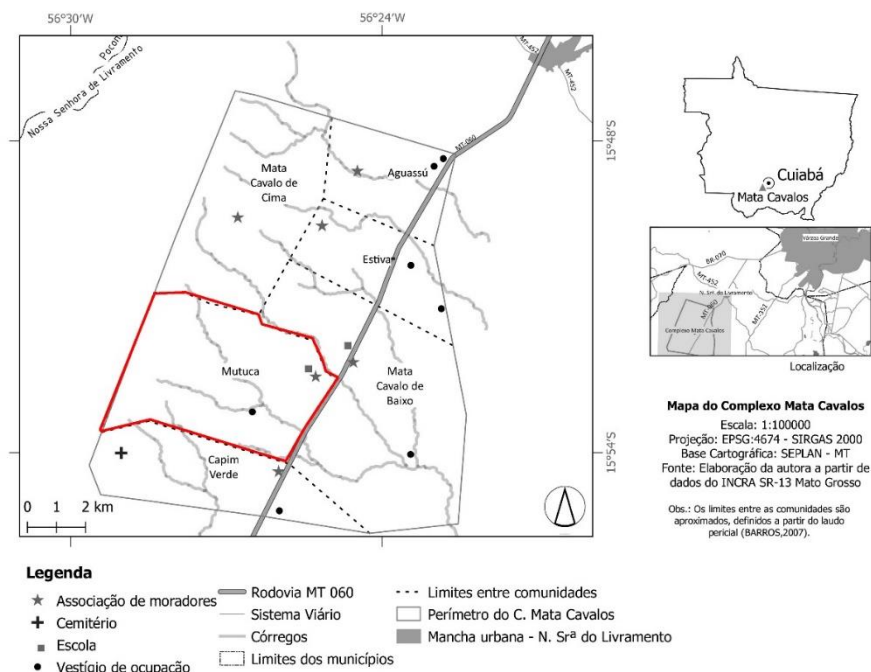 56°30'W
56°24'W
Poconé
Nossa Senhora de Livramento
MT-452
MT-452
15°48'S
MT-060
Mata
Cavalo de
Cima
Aguassú
Estiva
Mutuca
Mata
Cavalo de
Baixo
Capim
Verde
15°54'S
0 1 2 km
Cuiabá
Mata Cavalos
Várzea Grande
BR-070
MT-452
N. Srª do Livramento
MT-060
MT-352
Complexo Mata Cavalos
Localização
Mapa do Complexo Mata Cavalos
Escala: 1:100000
Projeção: EPSG:4674 - SIRGAS 2000
Base Cartográfica: SEPLAN - MT
Fonte: Elaboração da autora a partir de
dados do INCRA SR-13 Mato Grosso
Obs.: Os limites entre as comunidades são
aproximados, definidos a partir do laudo
pericial (BARROS,2007).
Legenda
Associação de moradores
Cemitério
Escola
Vestígio de ocupação
Rodovia MT 060
Sistema Viário
Córregos
Limites dos municípios
Limites entre comunidades
Perímetro do C. Mata Cavalos
Mancha urbana - N. Srª do Livramento